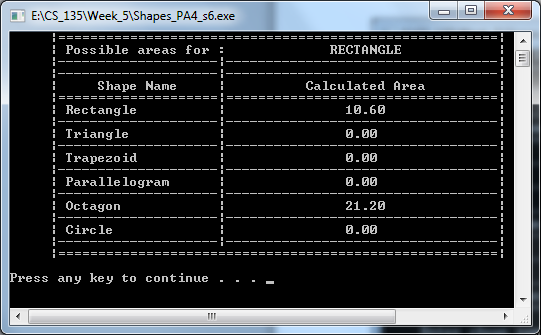 E:\CS_135\Week_5\Shapes_PA4_s6.exe
Possible areas for : RECTANGLE
Shape Name Calculated Area
Rectangle 10.60
Triangle 0.00
Trapezoid 0.00
Parallelogram 0.00
Octagon 21.20
Circle 0.00
Press any key to continue . . . _